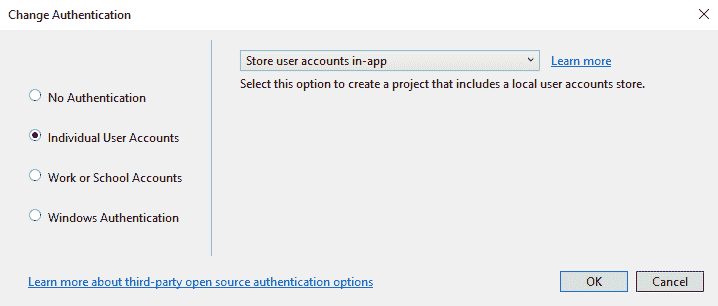 Change Authentication
Store user accounts in-app
Learn more
Select this option to create a project that includes a local user accounts store.
No Authentication
Individual User Accounts
Work or School Accounts
Windows Authentication
Learn more about third-party open source authentication options
OK
Cancel